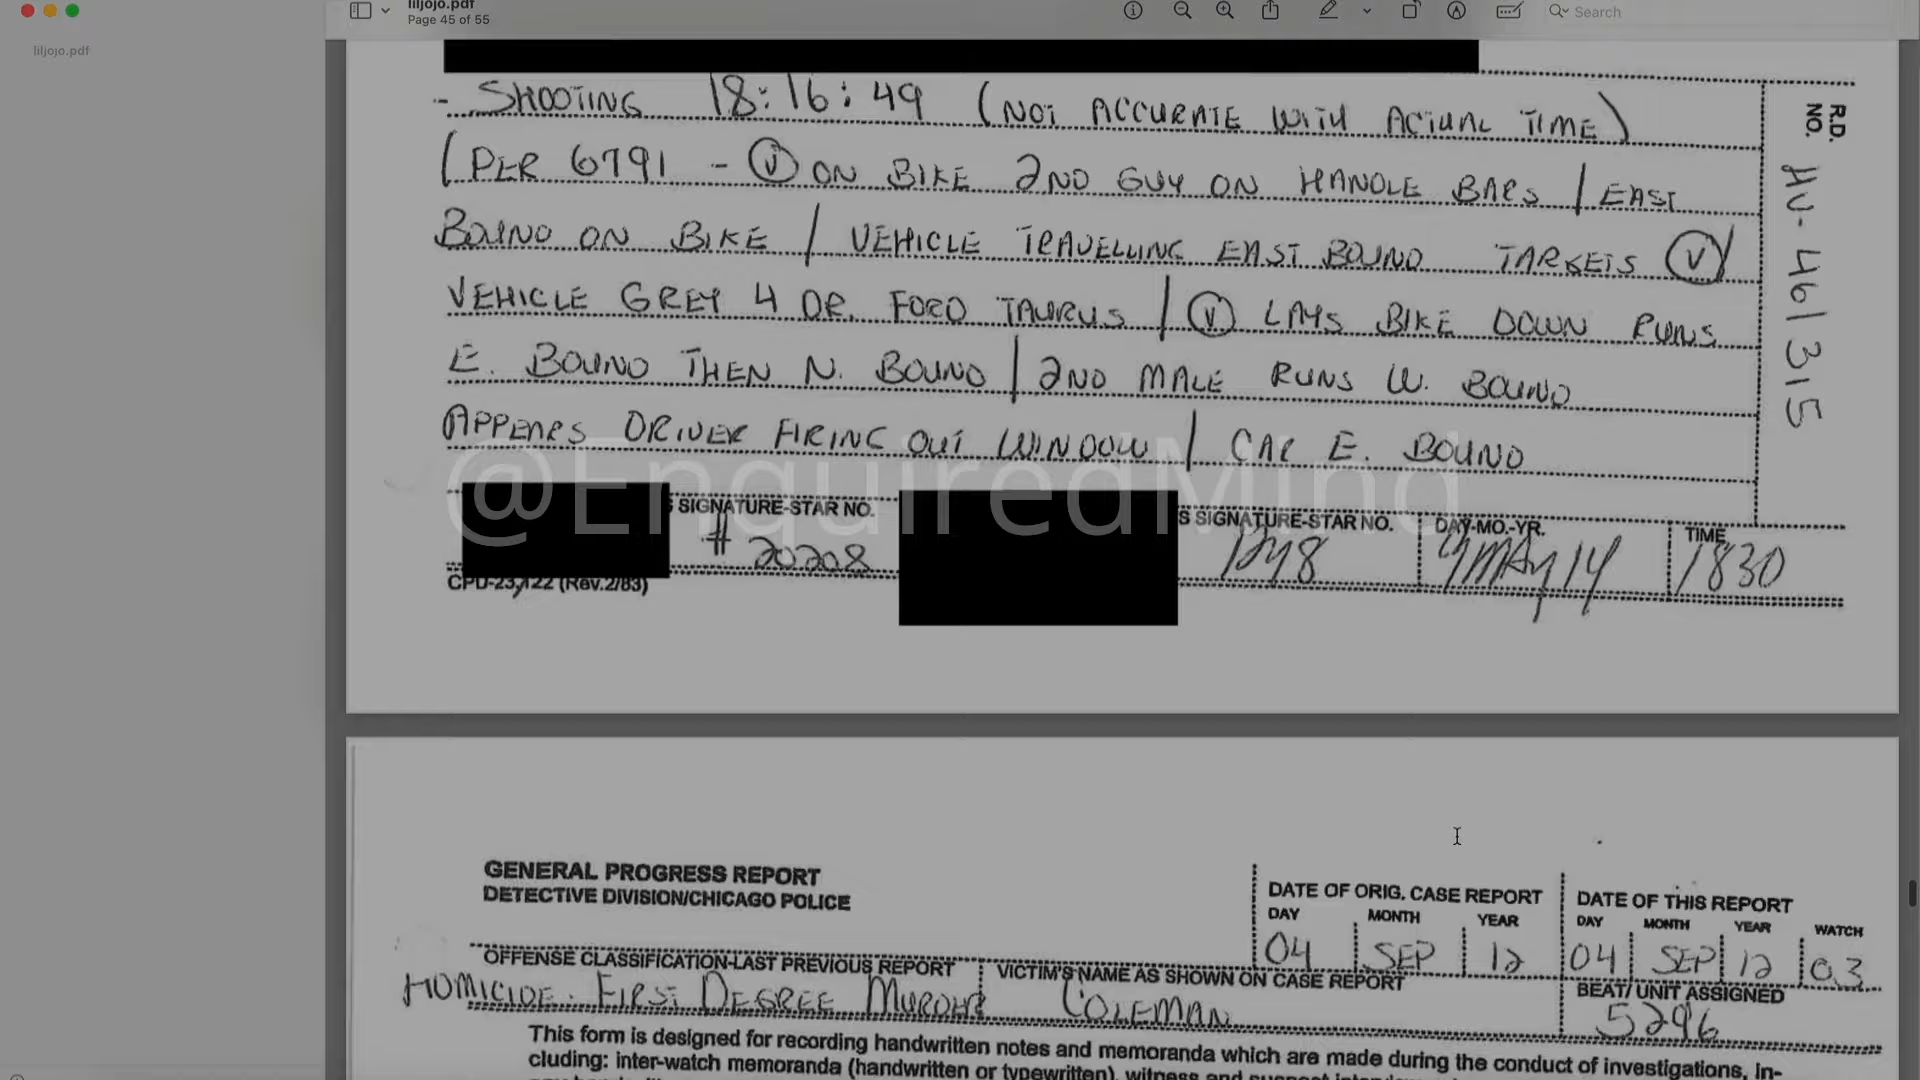 liljojo.pdf
Page 45 of 55
Search
liljojo.pdf
- SHOOTING 18:16:49 (NOT ACCURATE WITH ACTUAL TIME)
(PER 6791 - V ON BIKE 2ND GUY ON HANDLE BARS / EAST
BOUND ON BIKE / VEHICLE TRAVELLING EAST BOUND TARGETS V
VEHICLE GREY 4 DR. FORD TAURUS / V LAYS BIKE DOWN RUNS
E. BOUND THEN N. BOUND / 2ND MALE RUNS W. BOUND
APPEARS DRIVER FIRING OUT WINDOW / CAR E. BOUND
R.D. NO.
HV-461315
@EnquiredMind
SIGNATURE-STAR NO.
# 20208
S SIGNATURE-STAR NO.
1248
DAY-MO.-YR.
9 MAY 14
TIME
1830
CPD-23,122 (Rev.2/83)
GENERAL PROGRESS REPORT
DETECTIVE DIVISION/CHICAGO POLICE
DATE OF ORIG. CASE REPORT
DAY MONTH YEAR
04 SEP 12
DATE OF THIS REPORT
DAY MONTH YEAR WATCH
04 SEP 12 03
OFFENSE CLASSIFICATION-LAST PREVIOUS REPORT
HOMICIDE. FIRST DEGREE MURDER
VICTIM'S NAME AS SHOWN ON CASE REPORT
COLEMAN
BEAT/ UNIT ASSIGNED
5296
This form is designed for recording handwritten notes and memoranda which are made during the conduct of investigations, in-
cluding: inter-watch memoranda (handwritten or typewritten), witness and suspect